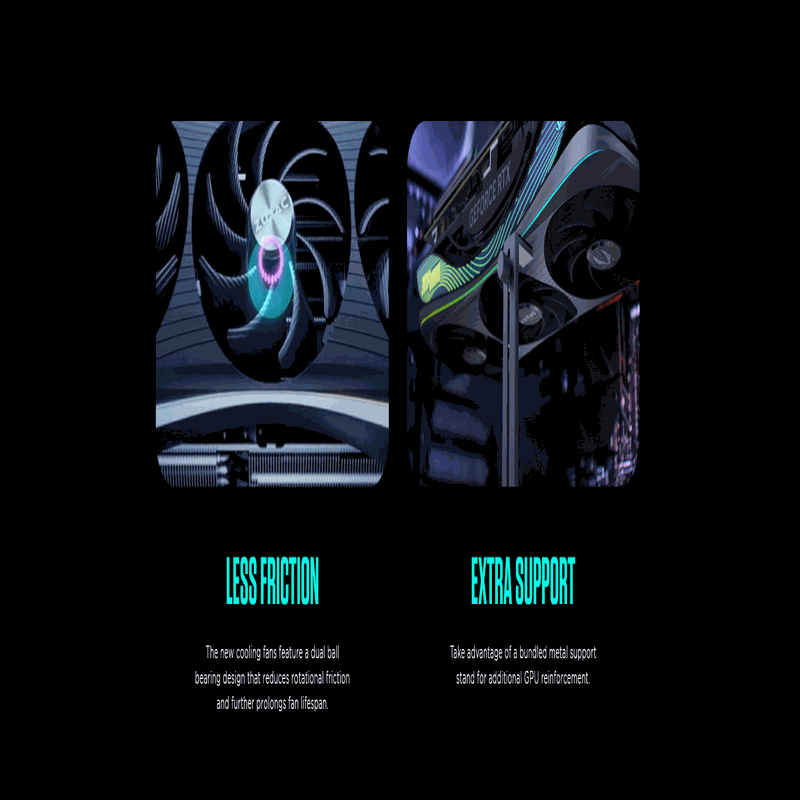 ZOTAC
GEFORCE RTX
LESS FRICTION
The new cooling fans feature a dual ball
bearing design that reduces rotational friction
and further prolongs fan lifespan.
EXTRA SUPPORT
Take advantage of a bundled metal support
stand for additional GPU reinforcement.